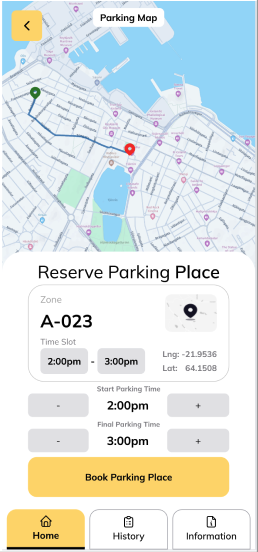 Parking Map
Reserve Parking Place
Zone
A-023
Time Slot
2:00pm - 3:00pm
Lng: -21.9536
Lat: 64.1508
Start Parking Time
- 2:00pm +
Final Parking Time
- 3:00pm +
Book Parking Place
Home
History
Information